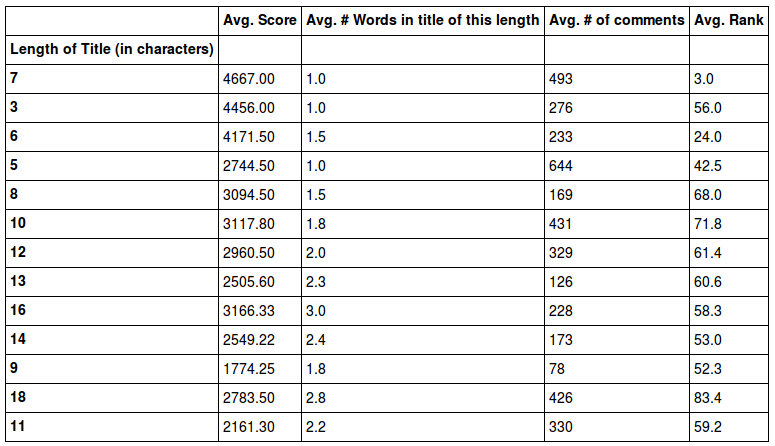 Avg. Score Avg. # Words in title of this length Avg. # of comments Avg. Rank
Length of Title (in characters)
7 4667.00 1.0 493 3.0
3 4456.00 1.0 276 56.0
6 4171.50 1.5 233 24.0
5 2744.50 1.0 644 42.5
8 3094.50 1.5 169 68.0
10 3117.80 1.8 431 71.8
12 2960.50 2.0 329 61.4
13 2505.60 2.3 126 60.6
16 3166.33 3.0 228 58.3
14 2549.22 2.4 173 53.0
9 1774.25 1.8 78 52.3
18 2783.50 2.8 426 83.4
11 2161.30 2.2 330 59.2